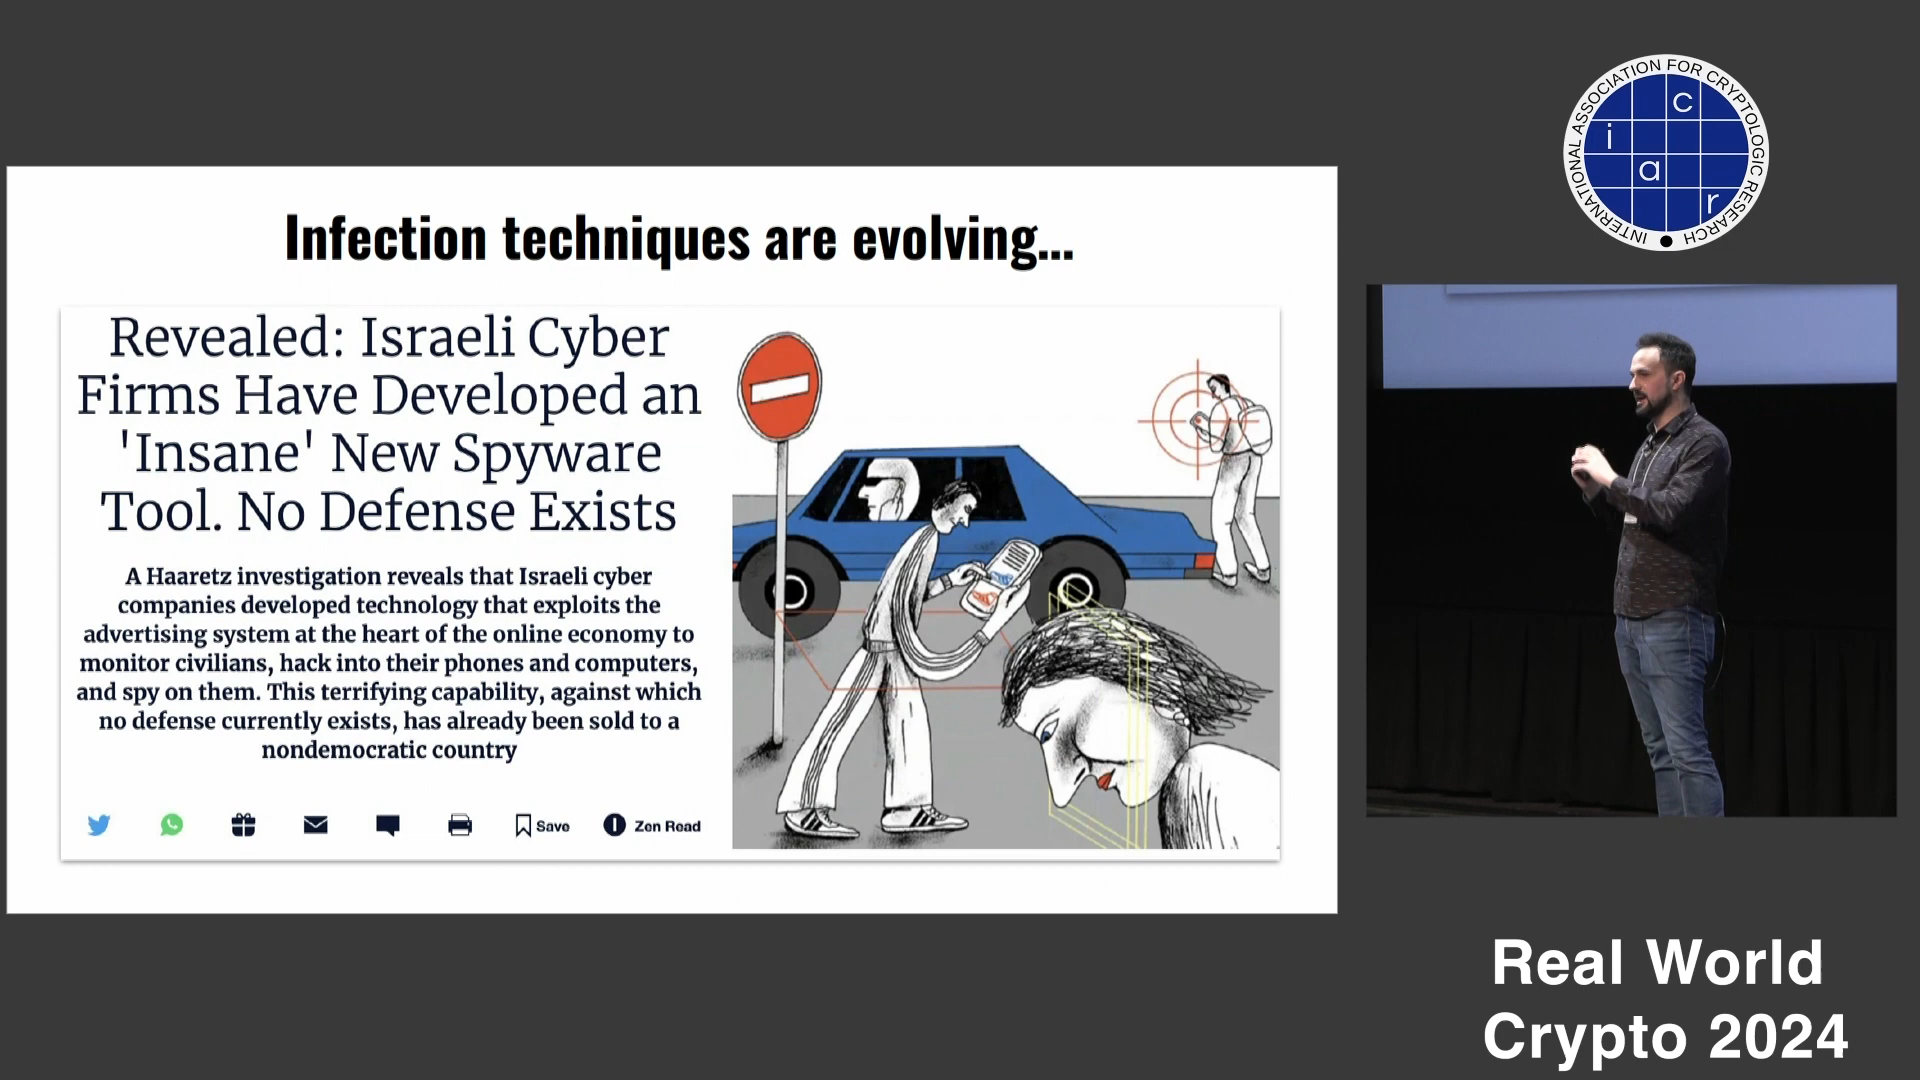 Infection techniques are evolving...
Revealed: Israeli Cyber
Firms Have Developed an
'Insane' New Spyware
Tool. No Defense Exists
A Haaretz investigation reveals that Israeli cyber
companies developed technology that exploits the
advertising system at the heart of the online economy to
monitor civilians, hack into their phones and computers,
and spy on them. This terrifying capability, against which
no defense currently exists, has already been sold to a
nondemocratic country
Save
Zen Read
INTERNATIONAL ASSOCIATION FOR CRYPTOLOGIC RESEARCH
i a c r
Real World
Crypto 2024